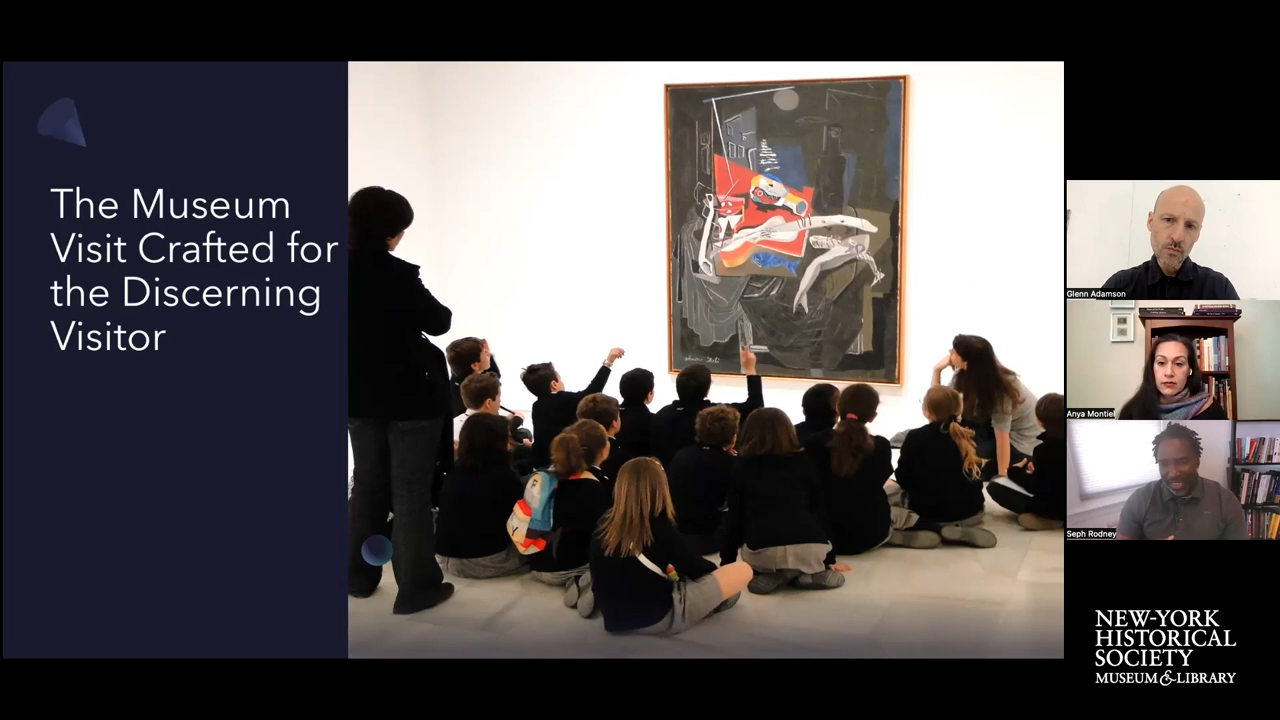 The Museum
Visit Crafted for
the Discerning
Visitor
Glenn Adamson
Anya Montiel
Seph Rodney
NEW-YORK
HISTORICAL
SOCIETY
MUSEUM & LIBRARY